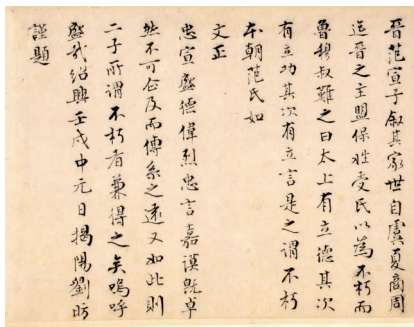 晉范宣子叙其家世自虞夏商周
迄晉之主盟保姓受氏以為不朽而
魯穆叔難之曰太上有立德其次
有立功其次有立言是之謂不朽
本朝范氏如
文正
忠宣盛德偉烈忠言嘉謨既卓
然不可企及而傳系之遠又如此則
二子所謂不朽者兼得之矣嗚呼
盛哉紹興壬戌中元日揭陽劉昉
謹題